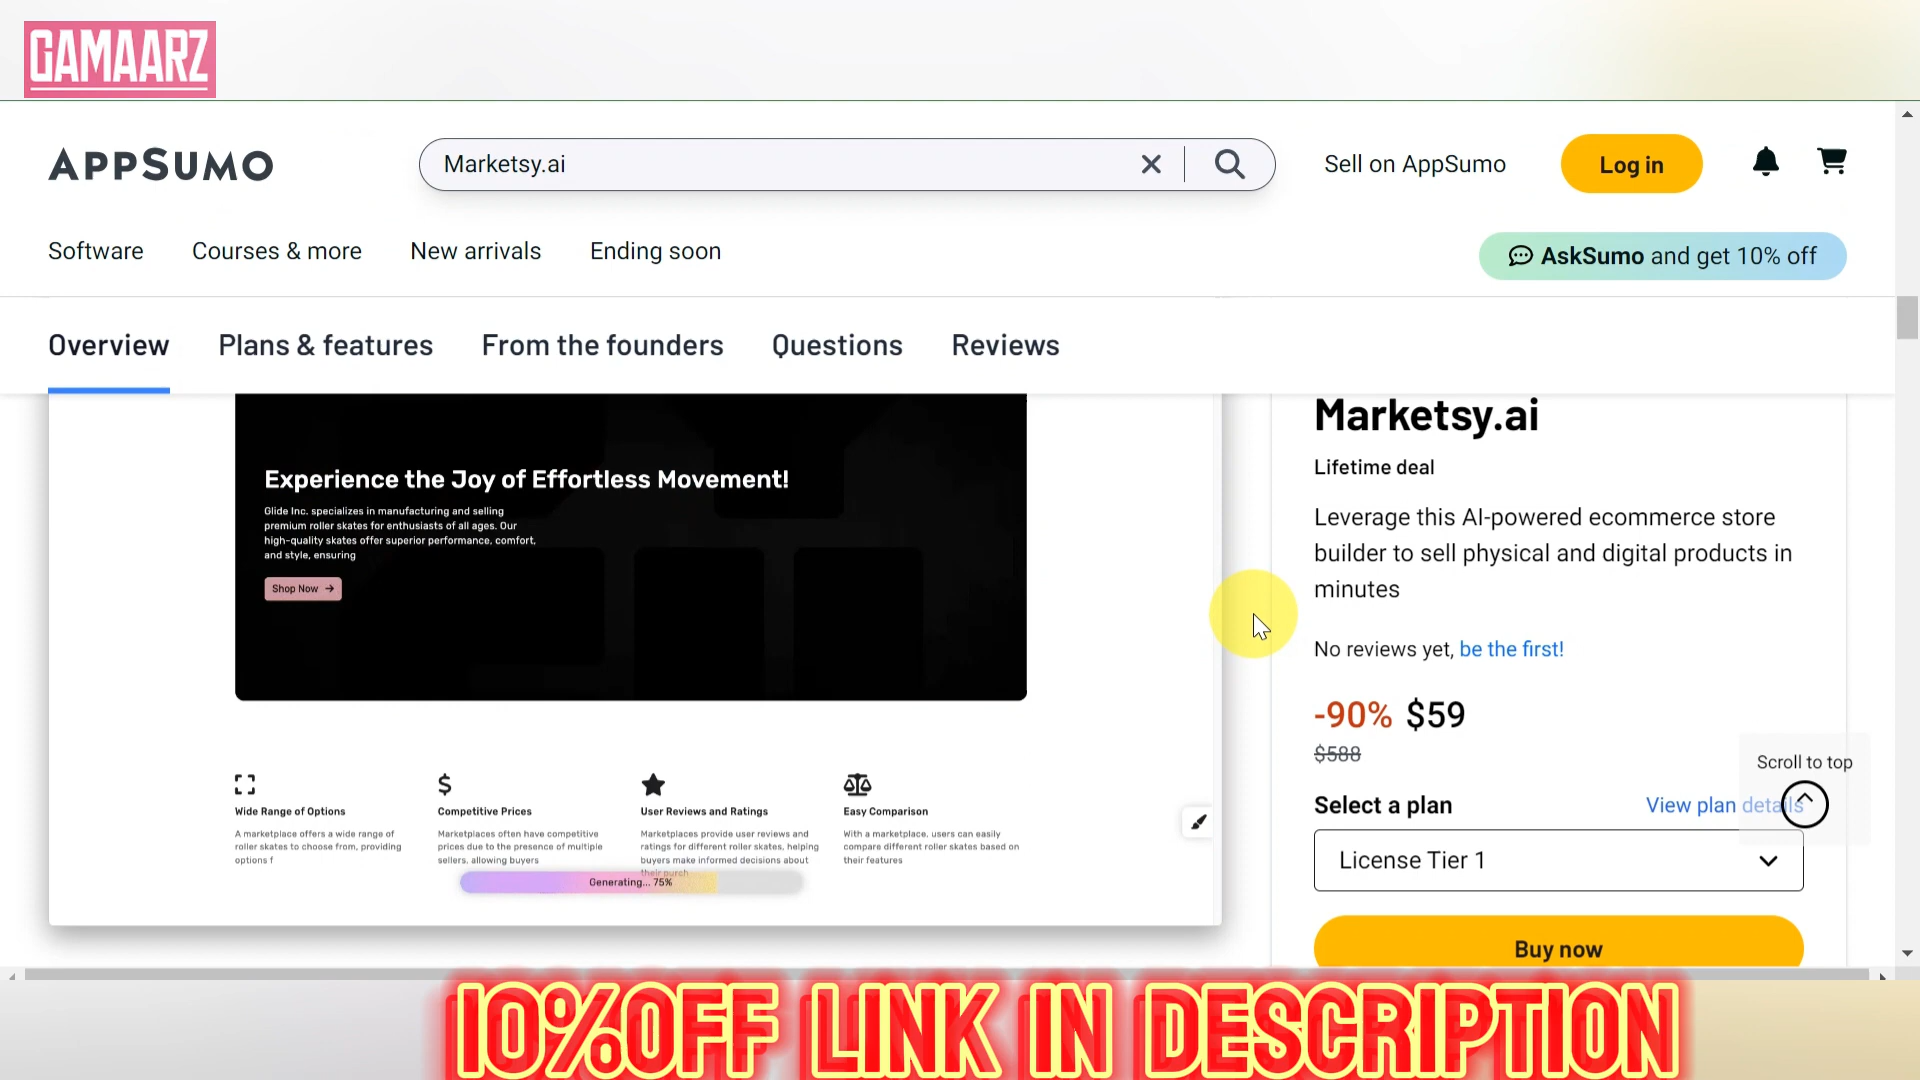 GAMAARZ
APPSUMO
Marketsy.ai
Sell on AppSumo
Log in
Software
Courses & more
New arrivals
Ending soon
AskSumo and get 10% off
Overview
Plans & features
From the founders
Questions
Reviews
Experience the Joy of Effortless Movement!
Glide Inc. specializes in manufacturing and selling
premium roller skates for enthusiasts of all ages. Our
high-quality skates offer superior performance, comfort,
and style, ensuring
Shop Now →
Wide Range of Options
A marketplace offers a wide range of
roller skates to choose from, providing
options f
Competitive Prices
Marketplaces often have competitive
prices due to the presence of multiple
sellers, allowing buyers
User Reviews and Ratings
Marketplaces provide user reviews and
ratings for different roller skates, helping
buyers make informed decisions about
their purch
Easy Comparison
With a marketplace, users can easily
compare different roller skates based on
their features
Generating... 75%
Marketsy.ai
Lifetime deal
Leverage this AI-powered ecommerce store
builder to sell physical and digital products in
minutes
No reviews yet, be the first!
-90% $59
$588
Scroll to top
Select a plan
View plan details
License Tier 1
Buy now
10%OFF LINK IN DESCRIPTION